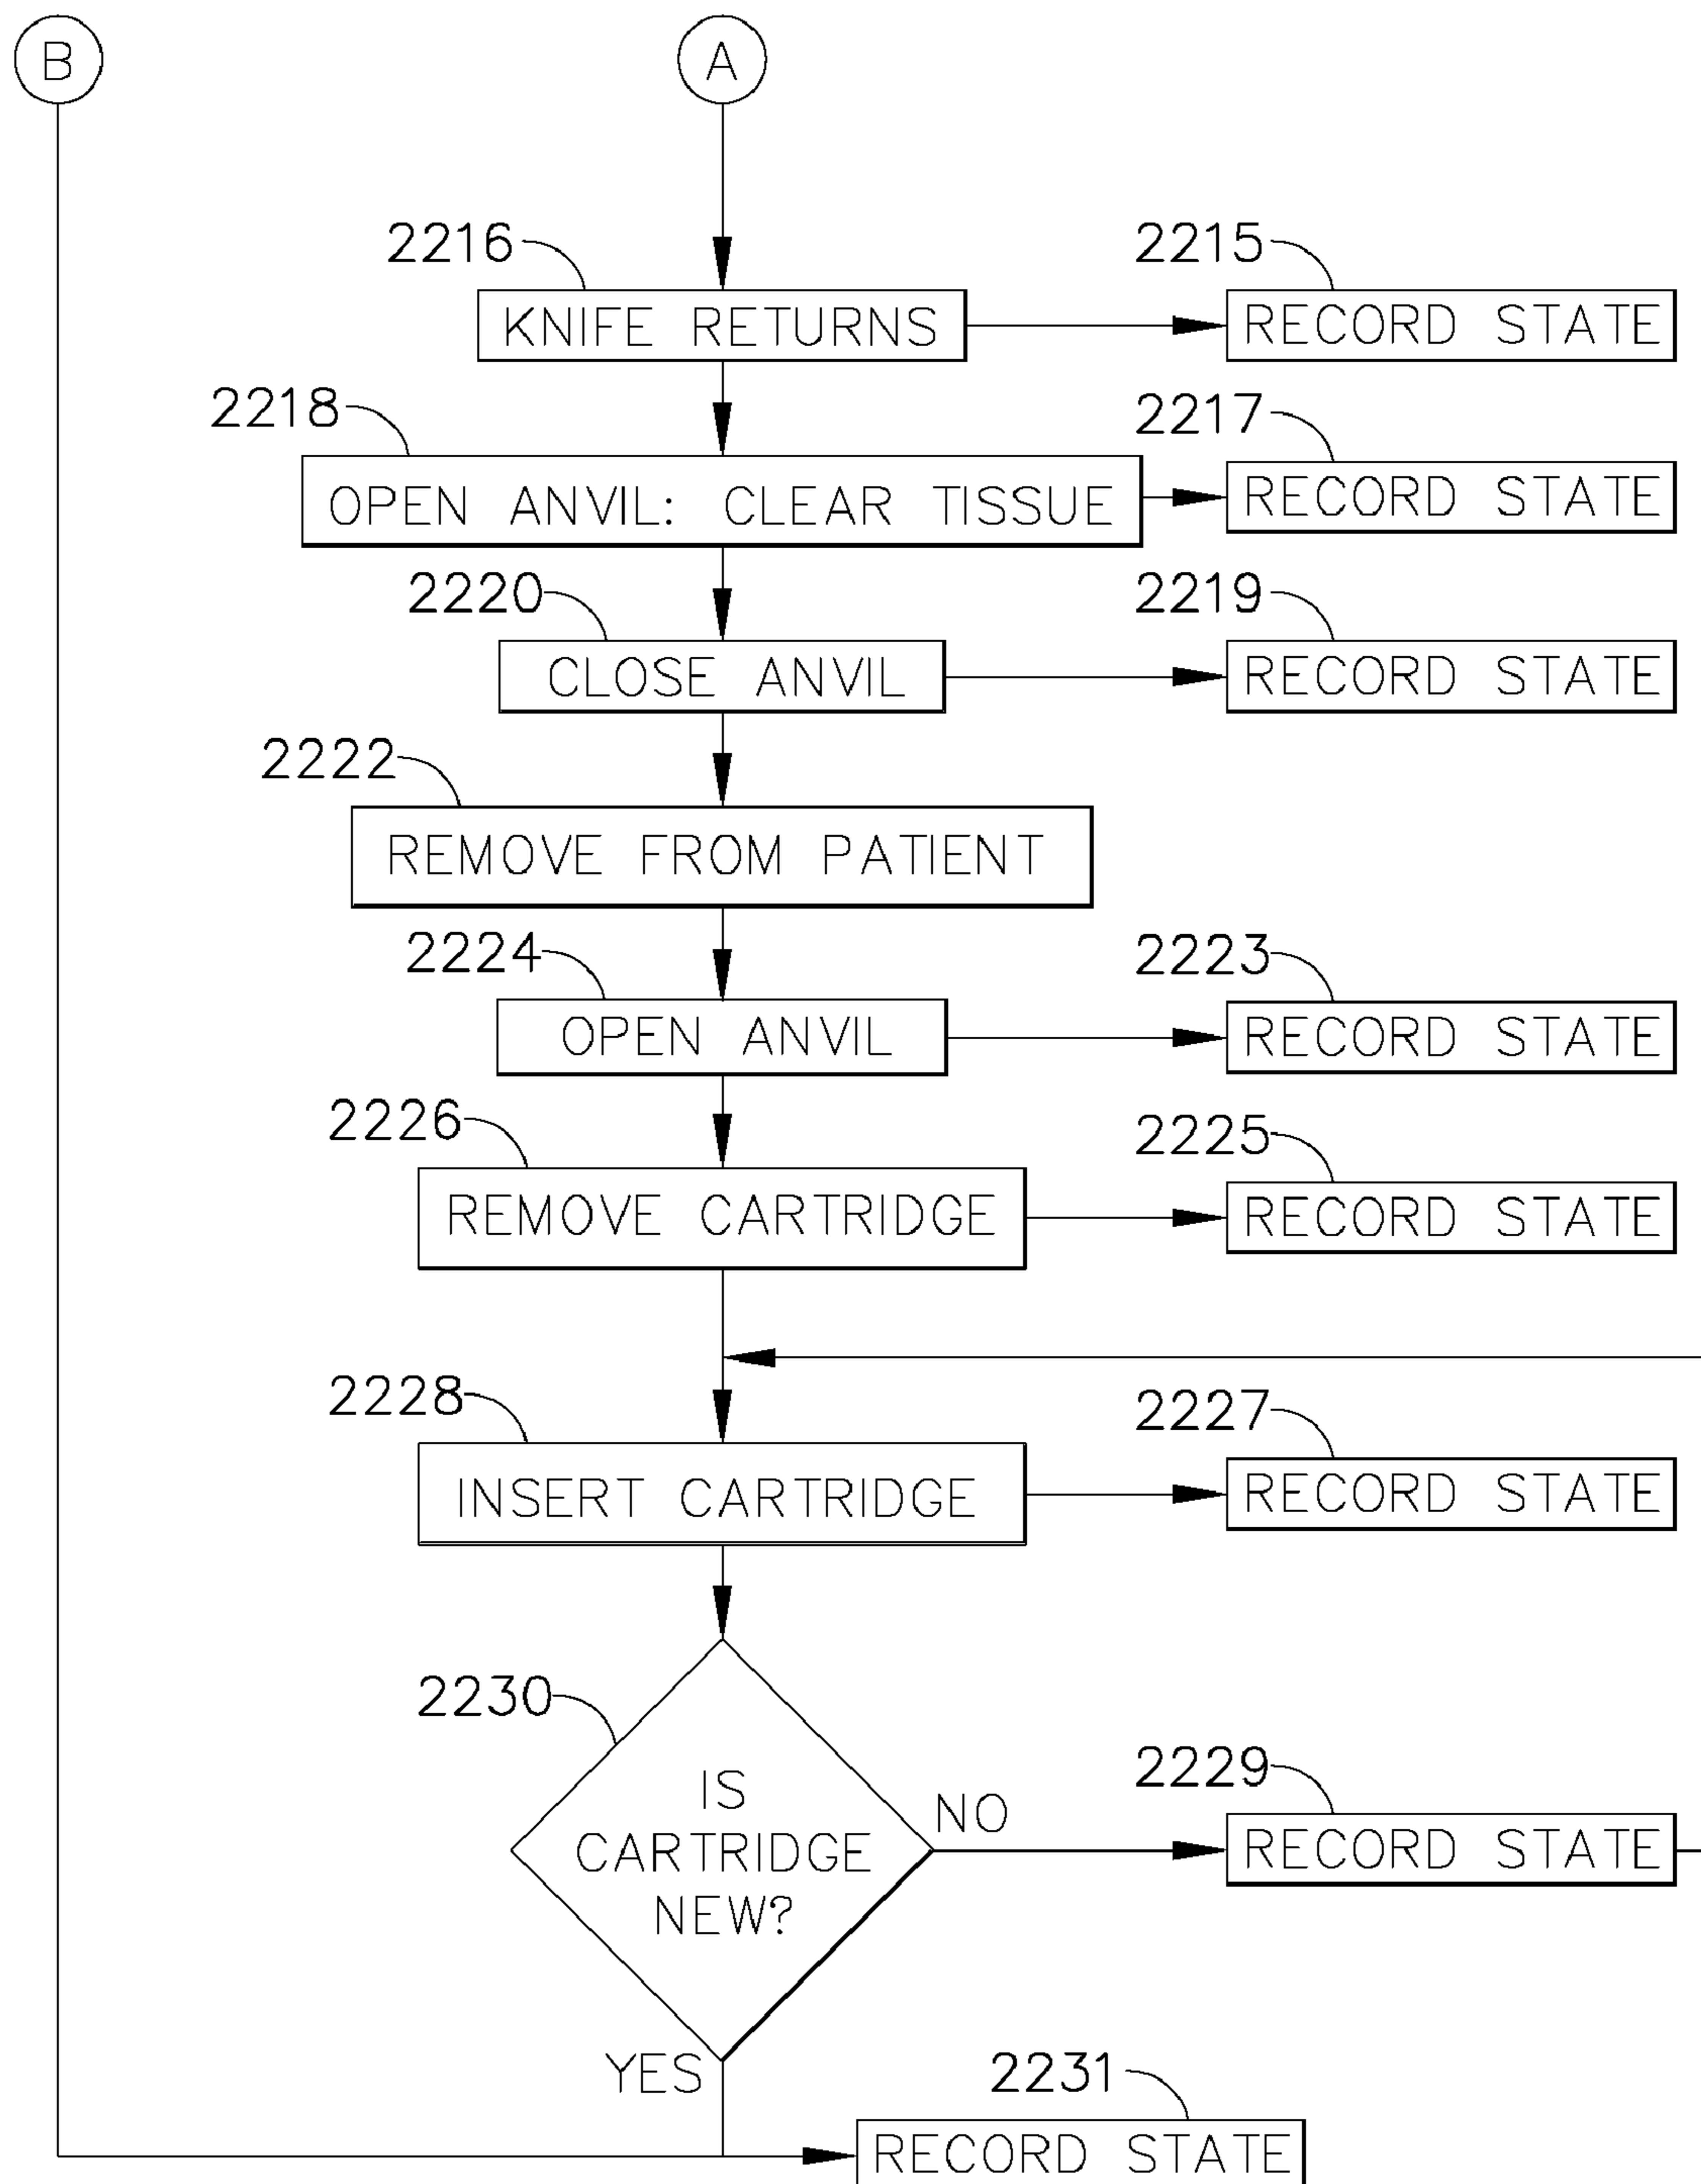 B
A
2216
2215
KNIFE RETURNS
RECORD STATE
2218
2217
OPEN ANVIL: CLEAR TISSUE
RECORD STATE
2220
2219
CLOSE ANVIL
RECORD STATE
2222
REMOVE FROM PATIENT
2224
2223
OPEN ANVIL
RECORD STATE
2226
2225
REMOVE CARTRIDGE
RECORD STATE
2228
2227
INSERT CARTRIDGE
RECORD STATE
2230
IS
CARTRIDGE
NEW?
NO
2229
RECORD STATE
YES
2231
RECORD STATE